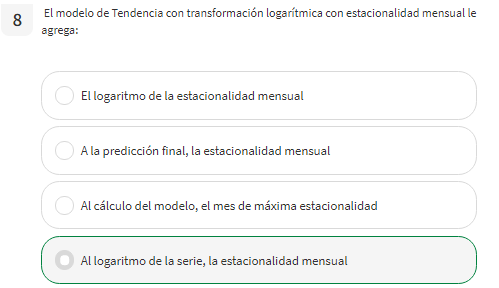 8
El modelo de Tendencia con transformación logarítmica con estacionalidad mensual le
agrega:
El logaritmo de la estacionalidad mensual
A la predicción final, la estacionalidad mensual
Al cálculo del modelo, el mes de máxima estacionalidad
Al logaritmo de la serie, la estacionalidad mensual